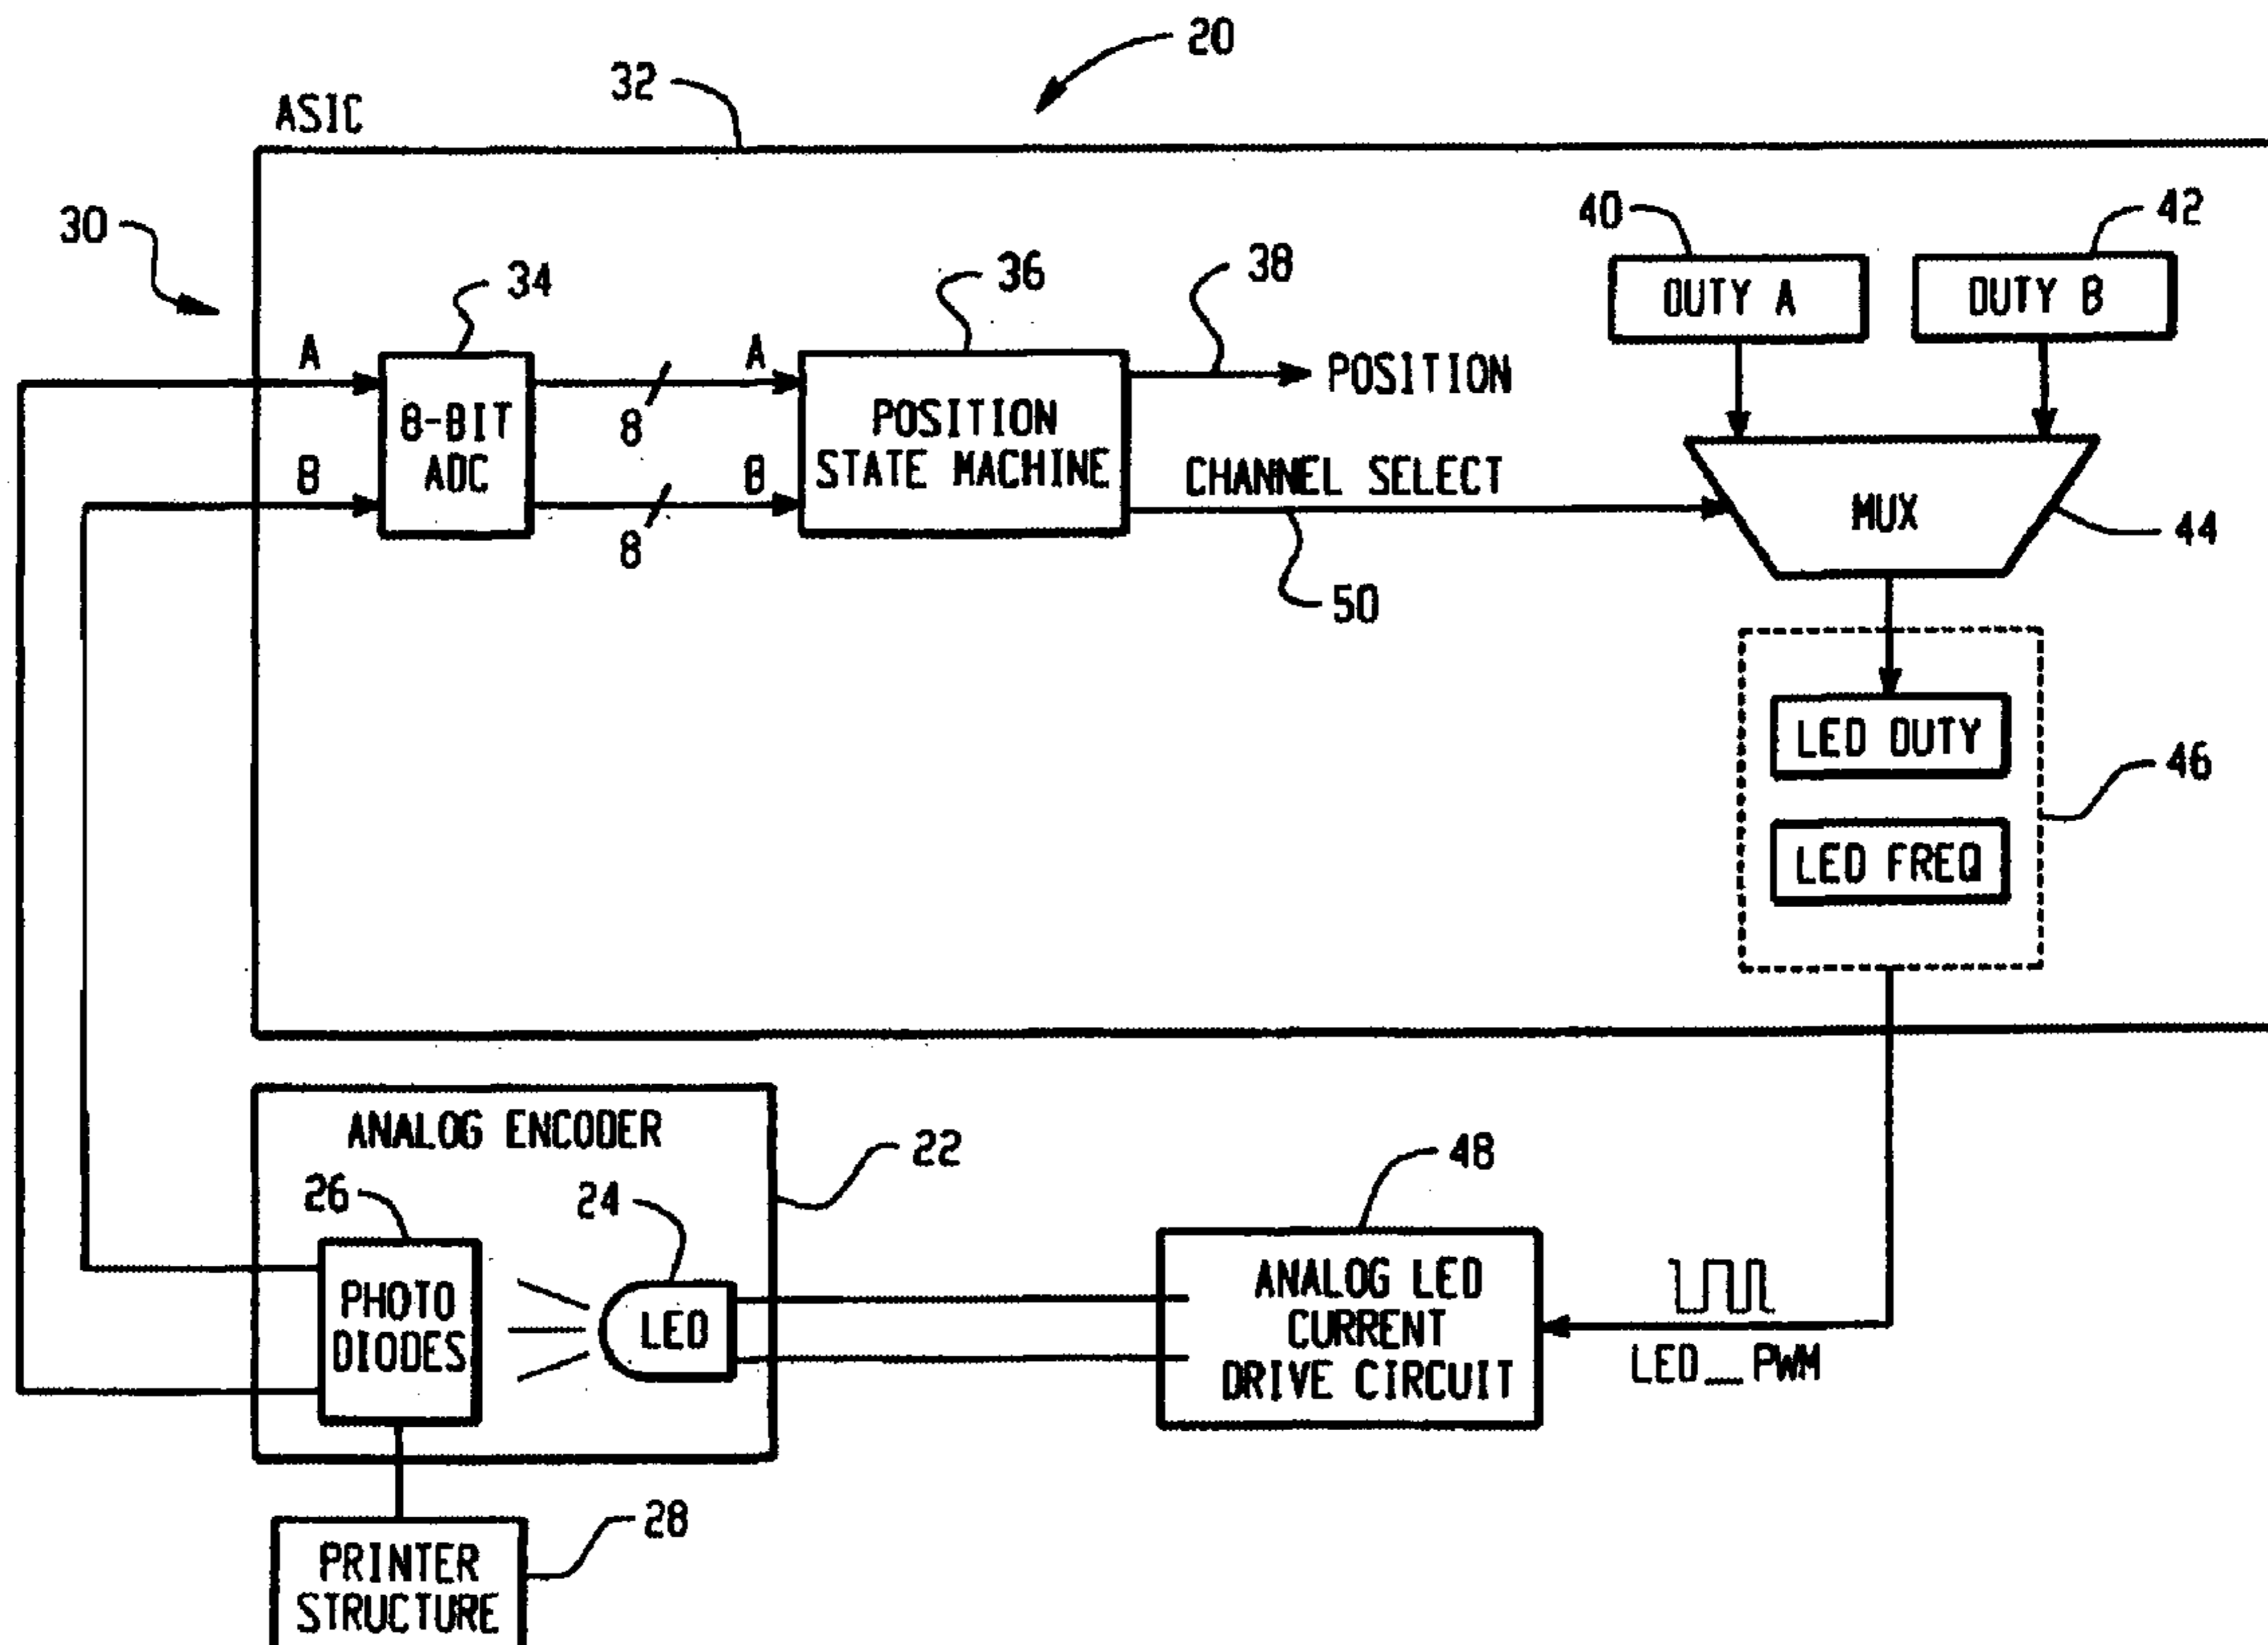 20
32
ASIC
30
40
42
34
36
38
DUTY A
DUTY B
A
A
8-BIT
ADC
8
POSITION
STATE MACHINE
POSITION
B
B
8
CHANNEL SELECT
50
MUX
44
LED DUTY
LED FREQ
46
ANALOG ENCODER
22
26
24
48
PHOTO
DIODES
LED
ANALOG LED
CURRENT
DRIVE CIRCUIT
LED_PWM
28
PRINTER
STRUCTURE